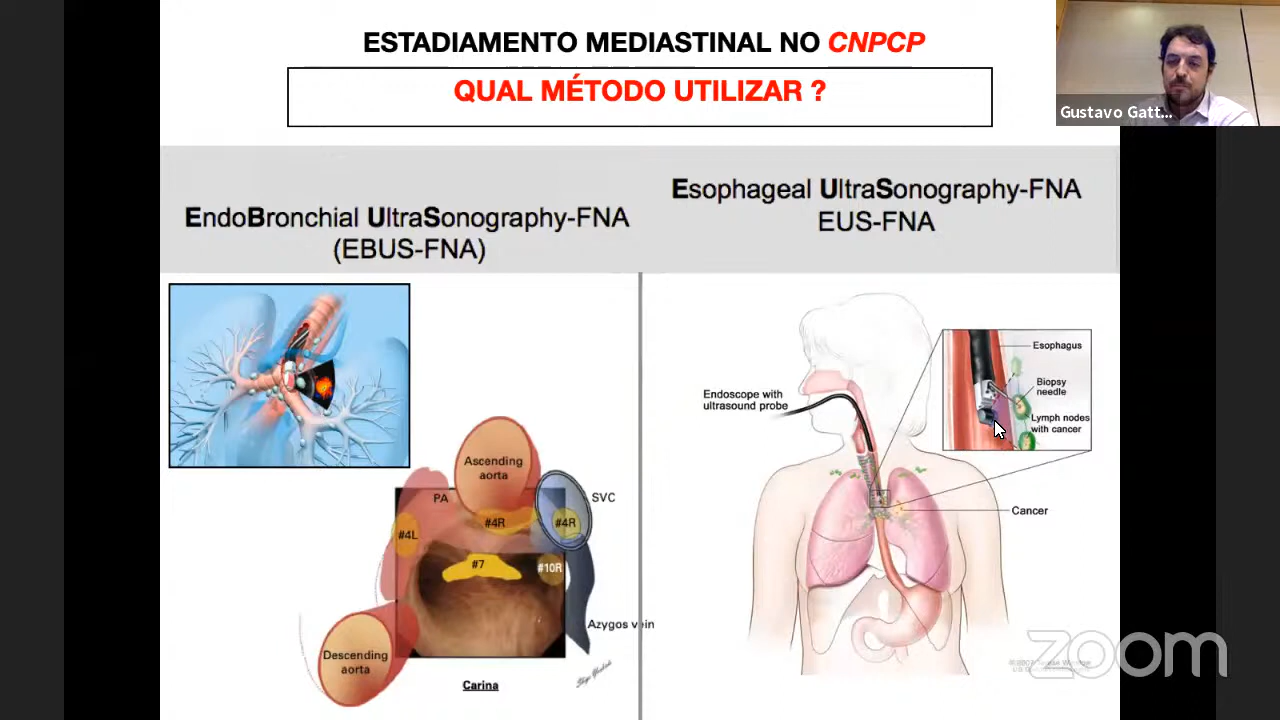 ESTADIAMENTO MEDIASTINAL NO CNPCP
QUAL MÉTODO UTILIZAR ?
Gustavo Gatt...
EndoBronchial UltraSonography-FNA
(EBUS-FNA)
Esophageal UltraSonography-FNA
EUS-FNA
Ascending
aorta
PA
SVC
#4R
#4R
#4L
#7
#10R
Azygos vein
Descending
aorta
Carina
Endoscope with
ultrasound probe
Esophagus
Biopsy
needle
Lymph nodes
with cancer
Cancer
zoom